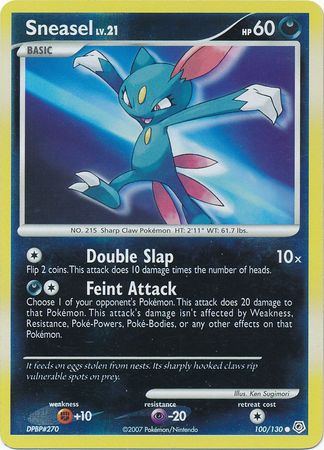 Sneasel LV.21 HP 60
BASIC
NO. 215 Sharp Claw Pokémon HT: 2'11" WT: 61.7 lbs.
Double Slap 10×
Flip 2 coins. This attack does 10 damage times the number of heads.
Feint Attack
Choose 1 of your opponent's Pokémon. This attack does 20 damage to
that Pokémon. This attack's damage isn't affected by Weakness,
Resistance, Poké-Powers, Poké-Bodies, or any other effects on that
Pokémon.
It feeds on eggs stolen from nests. Its sharply hooked claws rip
vulnerable spots on prey.
Illus. Ken Sugimori
weakness resistance retreat cost
+10 -20
DPBP#270 ©2007 Pokémon/Nintendo 100/130